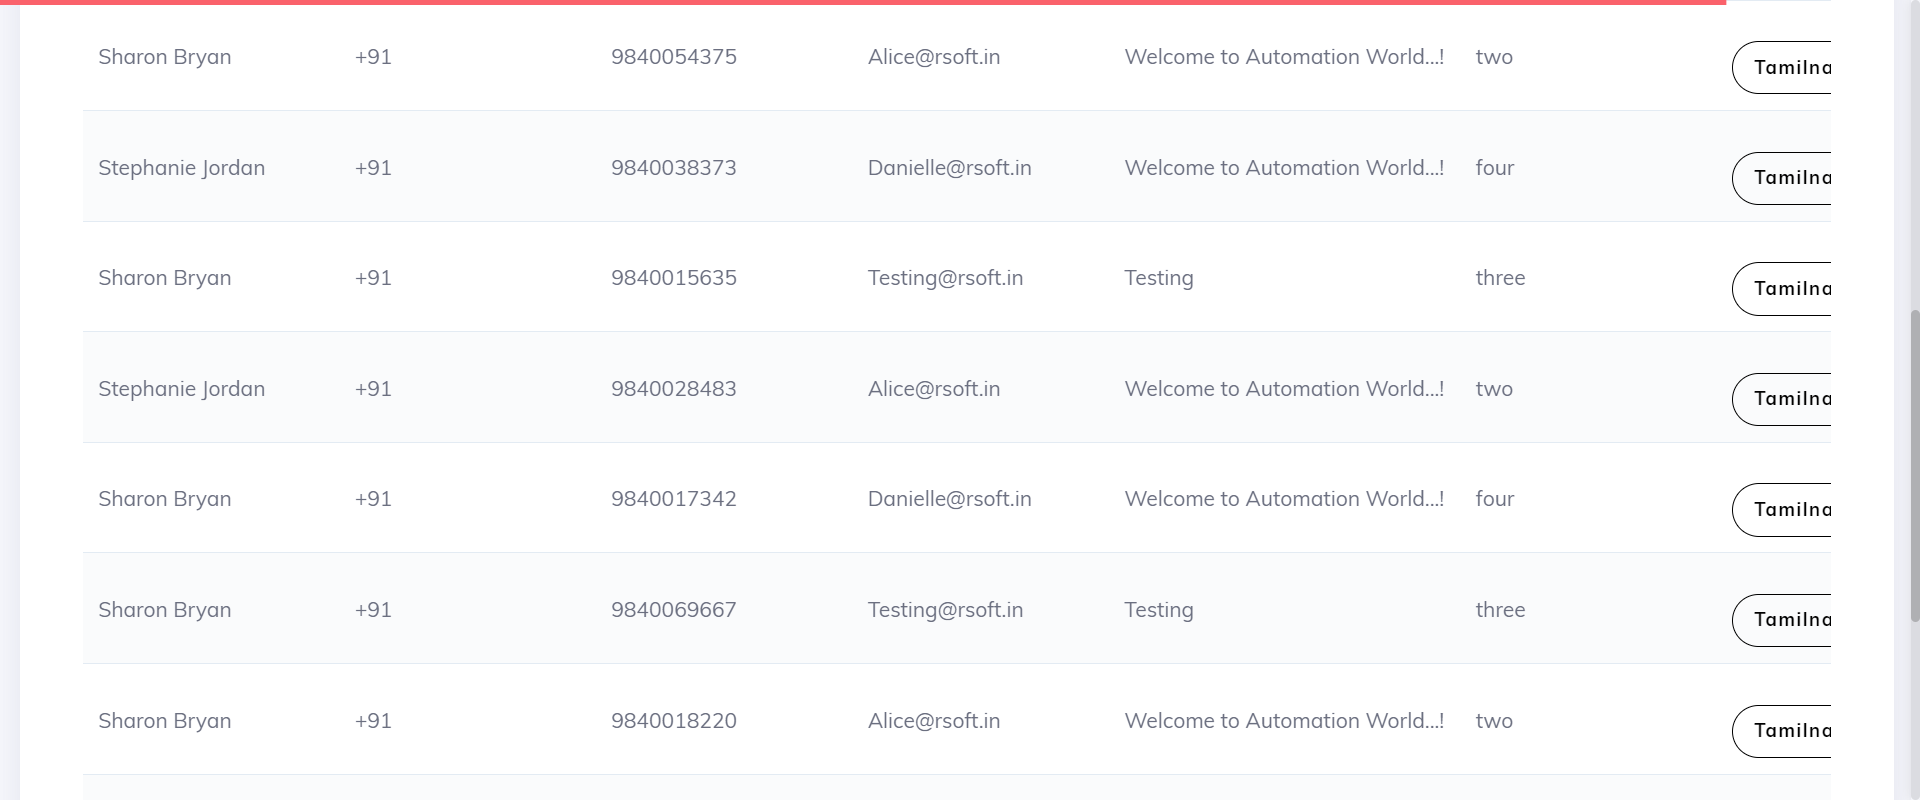 Sharon Bryan +91 9840054375 Alice@rsoft.in Welcome to Automation World...! two Tamilna
Stephanie Jordan +91 9840038373 Danielle@rsoft.in Welcome to Automation World...! four Tamilna
Sharon Bryan +91 9840015635 Testing@rsoft.in Testing three Tamilna
Stephanie Jordan +91 9840028483 Alice@rsoft.in Welcome to Automation World...! two Tamilna
Sharon Bryan +91 9840017342 Danielle@rsoft.in Welcome to Automation World...! four Tamilna
Sharon Bryan +91 9840069667 Testing@rsoft.in Testing three Tamilna
Sharon Bryan +91 9840018220 Alice@rsoft.in Welcome to Automation World...! two Tamilna